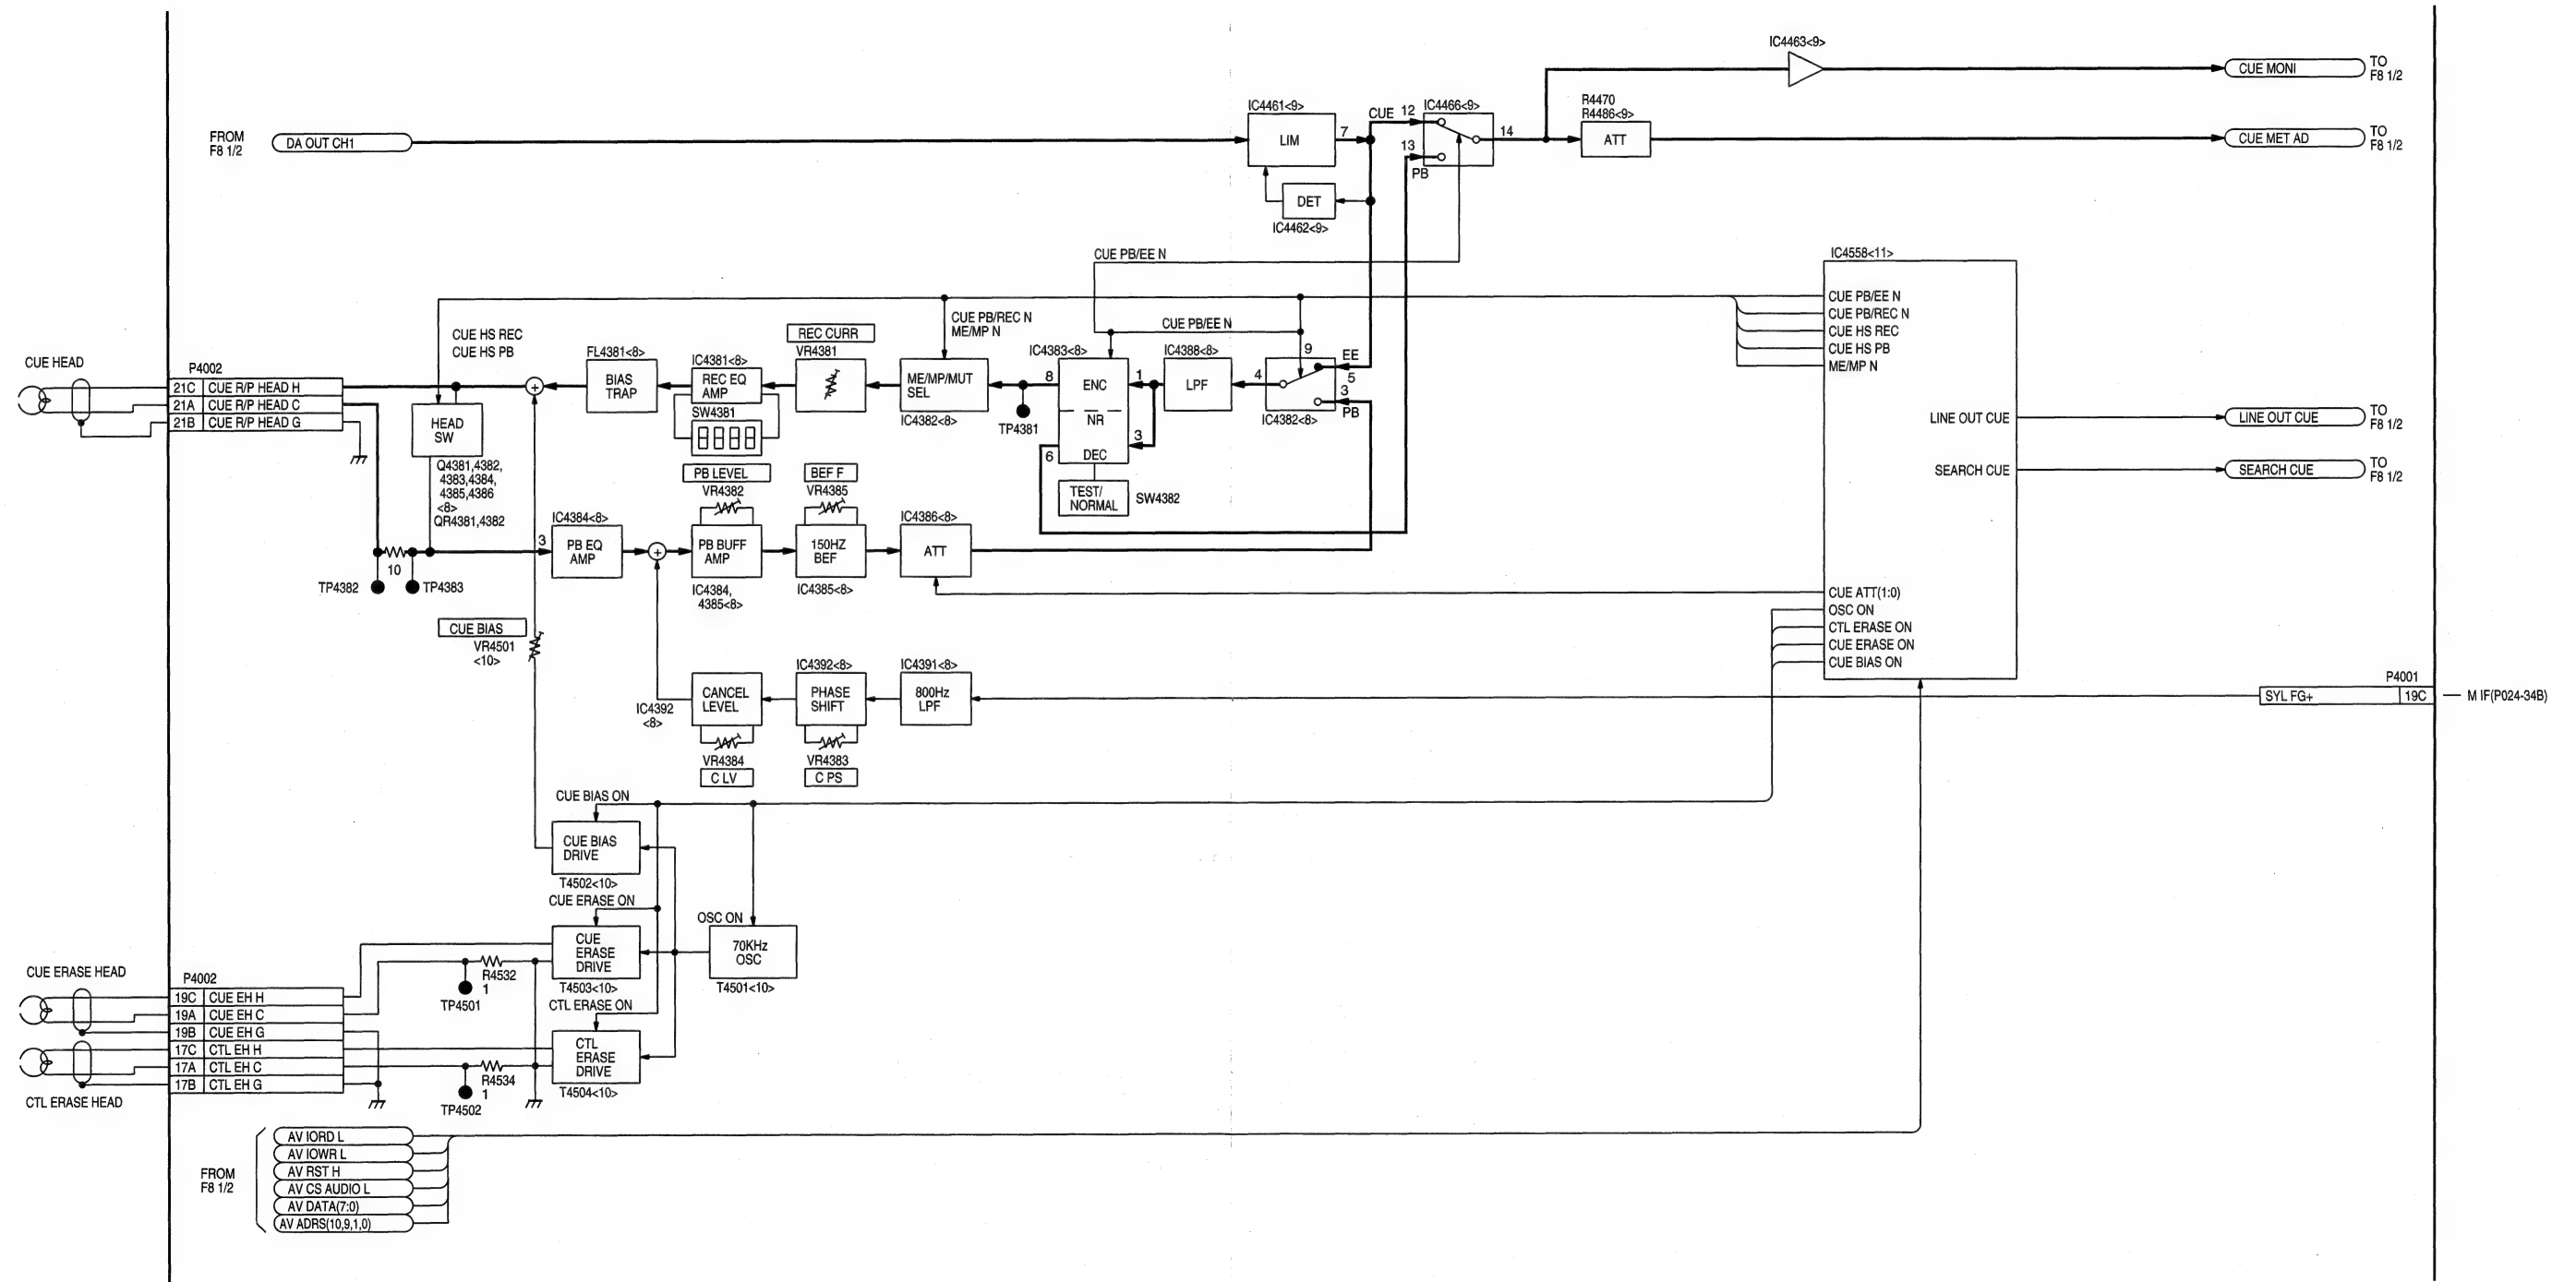 IC4463<9>
CUE MONI
TO
F8 1/2
FROM
F8 1/2
DA OUT CH1
IC4461<9>
LIM
7
CUE
12
IC4466<9>
14
13
PB
R4470
R4486<9>
ATT
CUE MET AD
TO
F8 1/2
DET
IC4462<9>
CUE PB/EE N
IC4558<11>
CUE PB/EE N
CUE PB/REC N
CUE HS REC
CUE HS PB
ME/MP N
LINE OUT CUE
SEARCH CUE
CUE ATT(1:0)
OSC ON
CTL ERASE ON
CUE ERASE ON
CUE BIAS ON
LINE OUT CUE
TO
F8 1/2
SEARCH CUE
TO
F8 1/2
CUE HS REC
CUE HS PB
CUE PB/REC N
ME/MP N
CUE PB/EE N
CUE HEAD
P4002
21C CUE R/P HEAD H
21A CUE R/P HEAD C
21B CUE R/P HEAD G
HEAD
SW
Q4381,4382,
4383,4384,
4385,4386
<8>
QR4381,4382
FL4381<8>
BIAS
TRAP
IC4381<8>
REC EQ
AMP
SW4381
REC CURR
VR4381
ME/MP/MUT
SEL
IC4382<8>
TP4381
8
IC4383<8>
ENC
NR
DEC
1
3
6
TEST/
NORMAL
SW4382
IC4388<8>
LPF
4
9
EE
5
3
PB
IC4382<8>
TP4382
10
TP4383
3
IC4384<8>
PB EQ
AMP
PB LEVEL
VR4382
PB BUFF
AMP
IC4384,
4385<8>
BEF F
VR4385
150HZ
BEF
IC4385<8>
IC4386<8>
ATT
CUE BIAS
VR4501
<10>
IC4392
<8>
CANCEL
LEVEL
VR4384
C LV
IC4392<8>
PHASE
SHIFT
VR4383
C PS
IC4391<8>
800Hz
LPF
P4001
SYL FG+ 19C
M IF(P024-34B)
CUE BIAS ON
CUE BIAS
DRIVE
T4502<10>
CUE ERASE ON
CUE
ERASE
DRIVE
T4503<10>
CTL ERASE ON
CTL
ERASE
DRIVE
T4504<10>
OSC ON
70KHz
OSC
T4501<10>
CUE ERASE HEAD
P4002
19C CUE EH H
19A CUE EH C
19B CUE EH G
17C CTL EH H
17A CTL EH C
17B CTL EH G
CTL ERASE HEAD
TP4501
R4532
1
TP4502
R4534
1
FROM
F8 1/2
AV IORD L
AV IOWR L
AV RST H
AV CS AUDIO L
AV DATA(7:0)
AV ADRS(10,9,1,0)